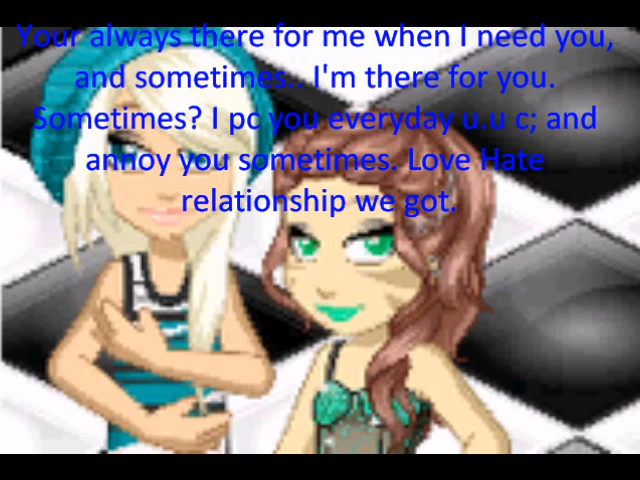 Your always there for me when I need you,
and sometimes.. I'm there for you.
Sometimes? I pc you everyday u.u c; and
annoy you sometimes. Love Hate
relationship we got.